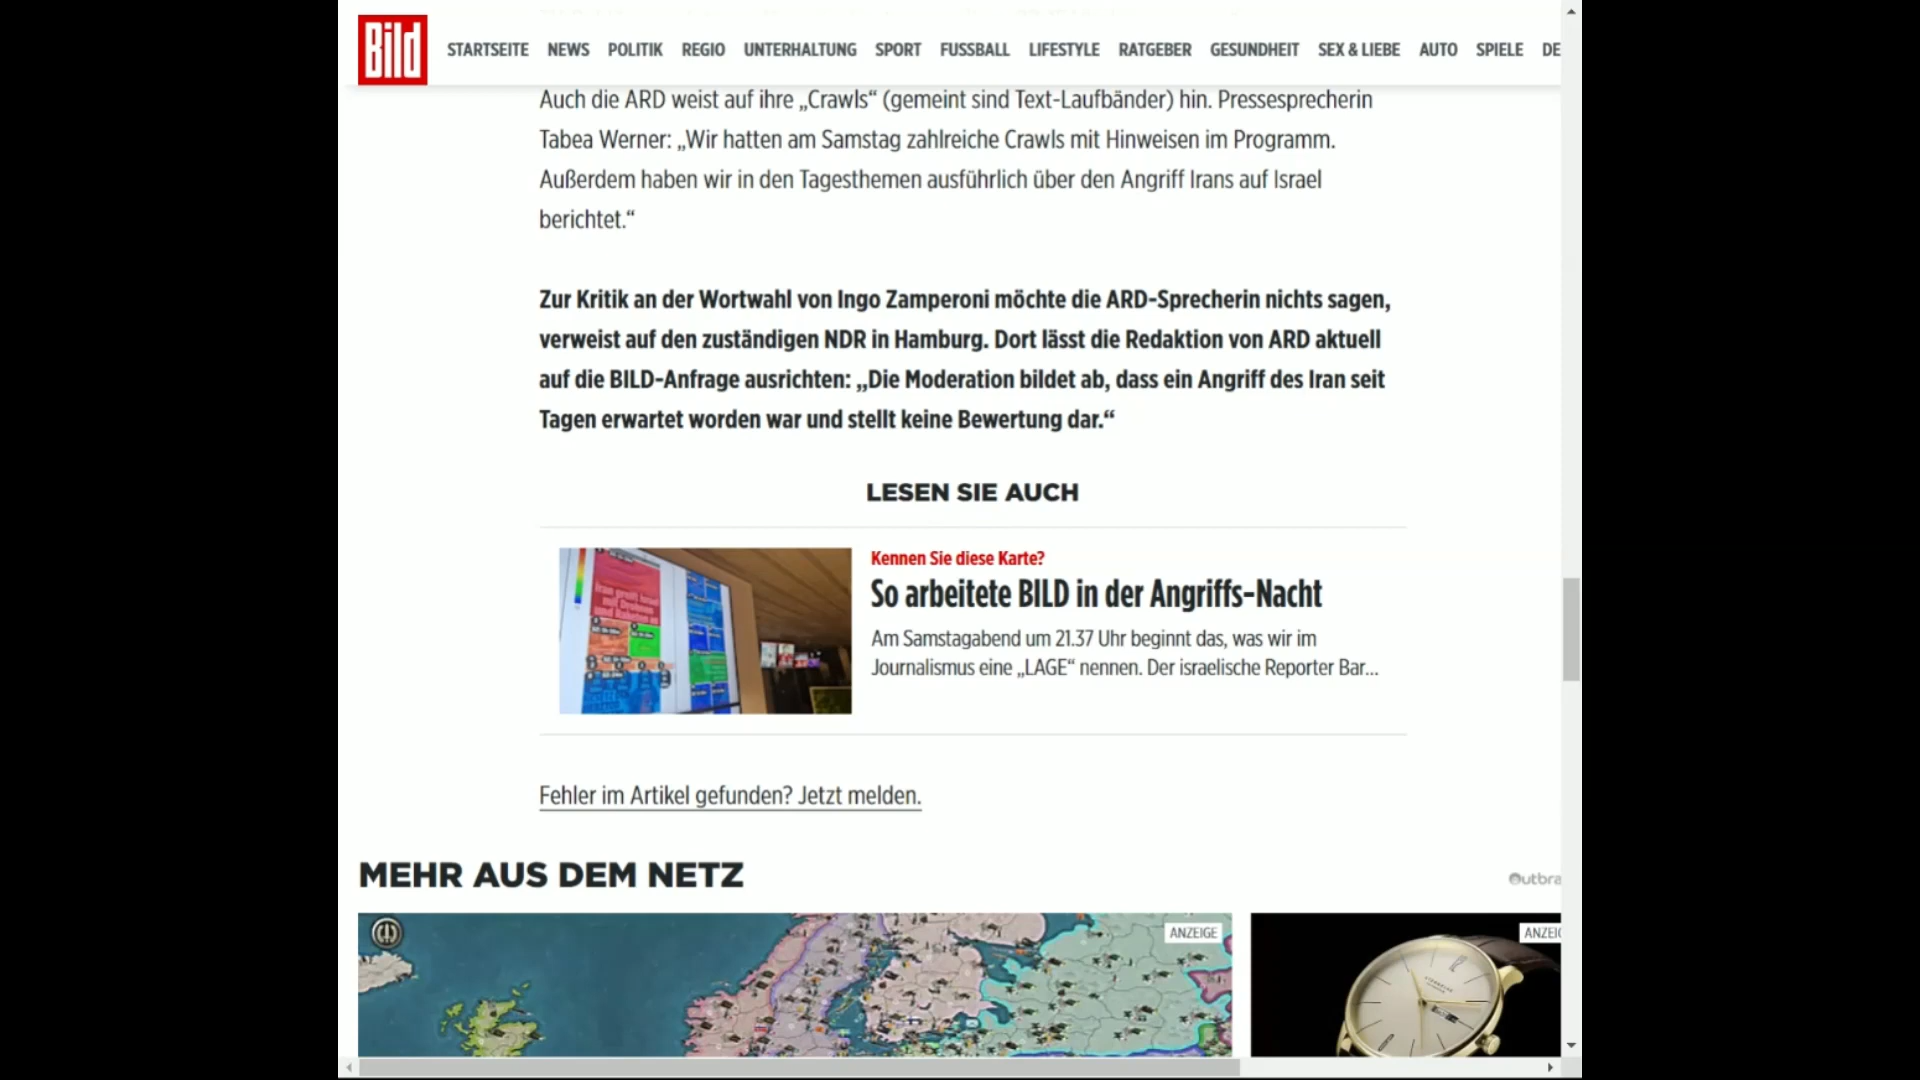 Bild
STARTSEITE NEWS POLITIK REGIO UNTERHALTUNG SPORT FUSSBALL LIFESTYLE RATGEBER GESUNDHEIT SEX & LIEBE AUTO SPIELE DE
Auch die ARD weist auf ihre „Crawls“ (gemeint sind Text-Laufbänder) hin. Pressesprecherin
Tabea Werner: „Wir hatten am Samstag zahlreiche Crawls mit Hinweisen im Programm.
Außerdem haben wir in den Tagesthemen ausführlich über den Angriff Irans auf Israel
berichtet.“
Zur Kritik an der Wortwahl von Ingo Zamperoni möchte die ARD-Sprecherin nichts sagen,
verweist auf den zuständigen NDR in Hamburg. Dort lässt die Redaktion von ARD aktuell
auf die BILD-Anfrage ausrichten: „Die Moderation bildet ab, dass ein Angriff des Iran seit
Tagen erwartet worden war und stellt keine Bewertung dar.“
LESEN SIE AUCH
Kennen Sie diese Karte?
So arbeitete BILD in der Angriffs-Nacht
Am Samstagabend um 21.37 Uhr beginnt das, was wir im
Journalismus eine „LAGE“ nennen. Der israelische Reporter Bar...
Fehler im Artikel gefunden? Jetzt melden.
MEHR AUS DEM NETZ
Outbra
ANZEIGE
ANZEIG